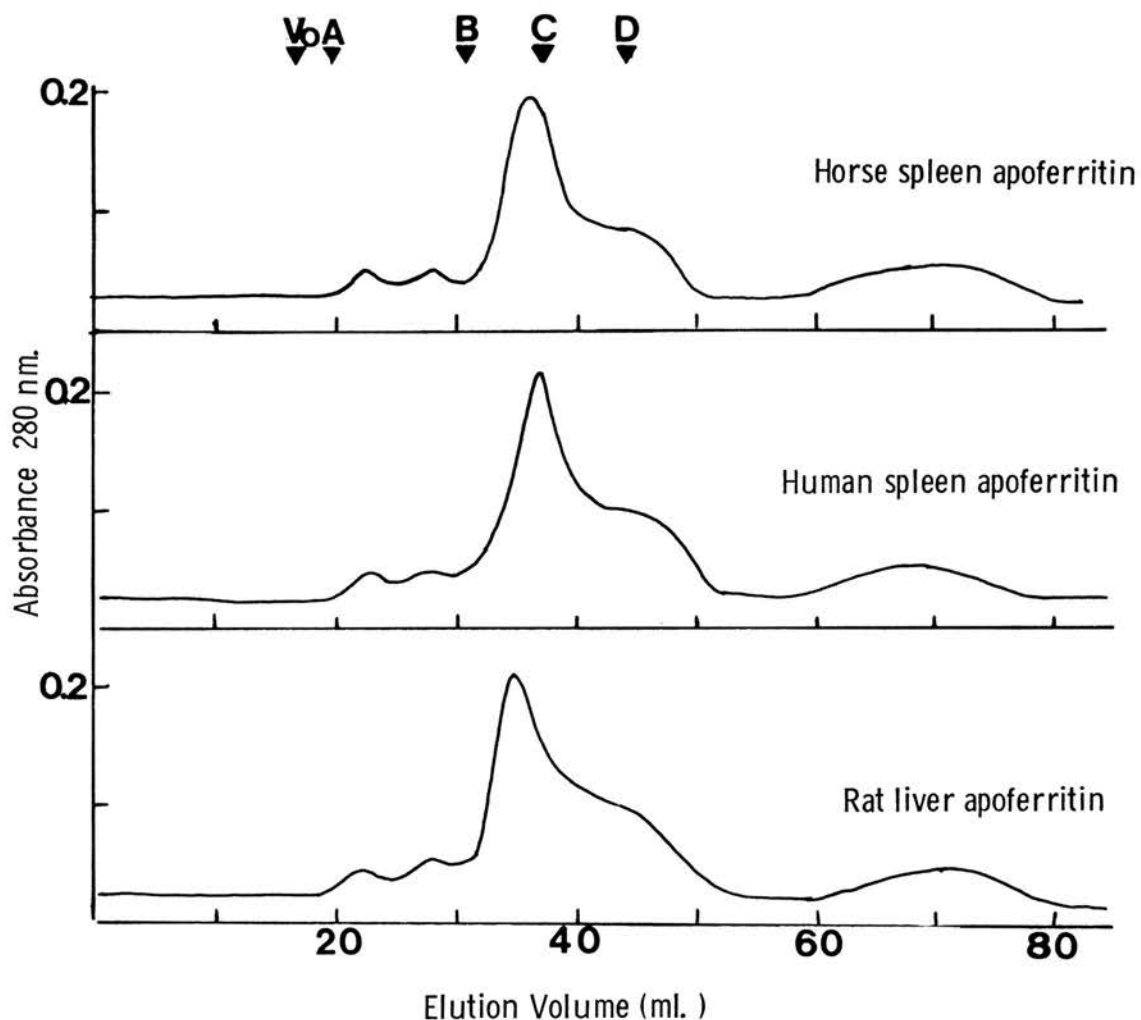 Vo A B C D
0.2
Horse spleen apoferritin
0.2
Human spleen apoferritin
Absorbance 280 nm.
0.2
Rat liver apoferritin
20 40 60 80
Elution Volume (ml.)